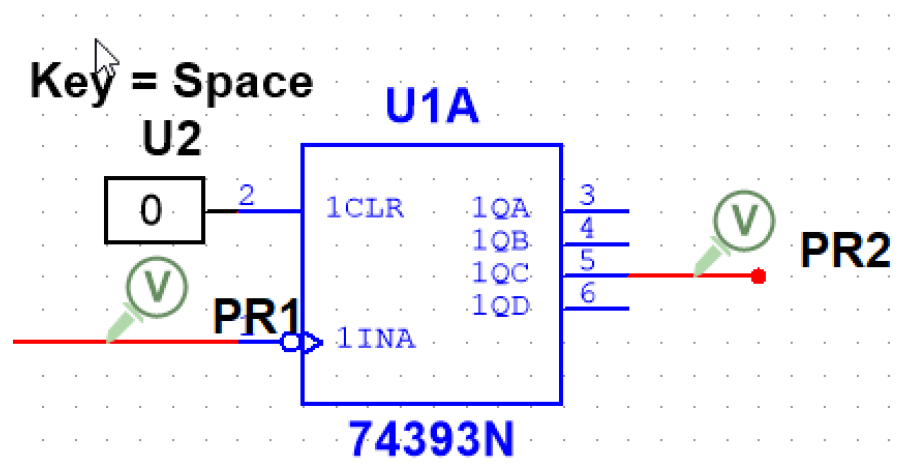 Key = Space
U2
U1A
0
2
1CLR
1QA
3
1QB
4
1QC
5
1QD
6
V
V
PR2
PR1
1
1INA
74393N